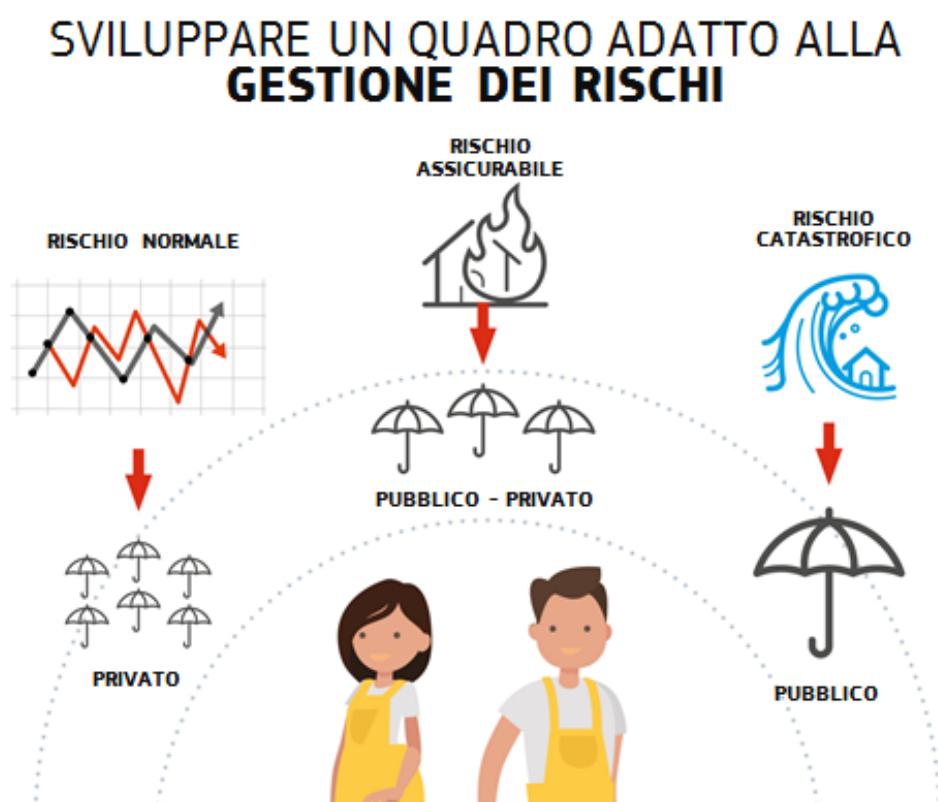 SVILUPPARE UN QUADRO ADATTO ALLA
GESTIONE DEI RISCHI
RISCHIO NORMALE
RISCHIO
ASSICURABILE
RISCHIO
CATASTROFICO
PRIVATO
PUBBLICO - PRIVATO
PUBBLICO